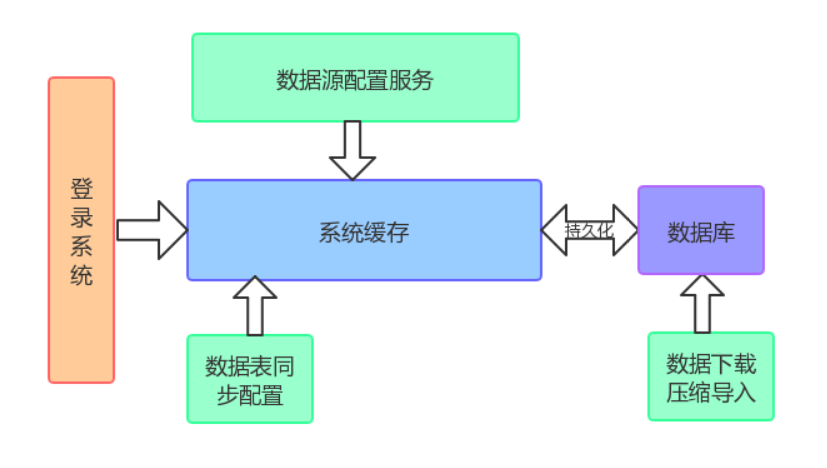 数据源配置服务
登
录
系
统
系统缓存
持久化
数据库
数据表同
步配置
数据下载
压缩导入